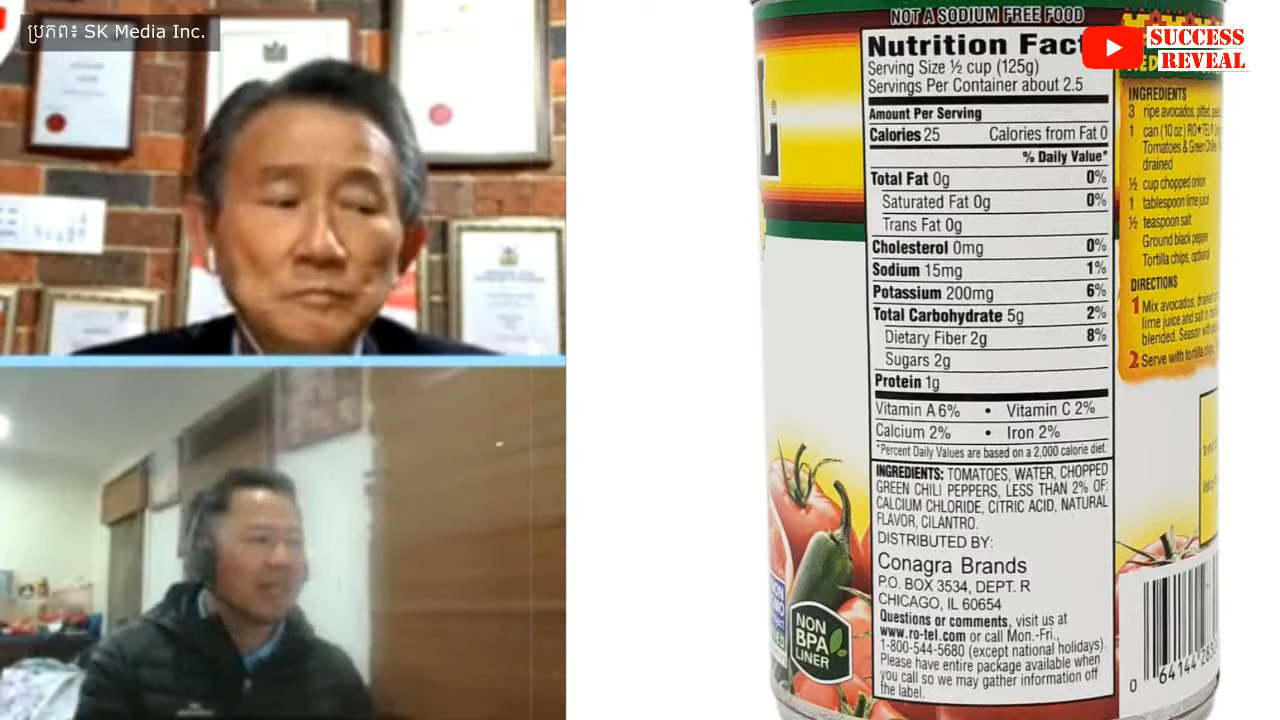 ប្រភព៖ SK Media Inc.
SUCCESS
REVEAL
NOT A SODIUM FREE FOOD
Nutrition Fact
Serving Size ½ cup (125g)
Servings Per Container about 2.5
Amount Per Serving
Calories 25 Calories from Fat 0
% Daily Value*
Total Fat 0g 0%
Saturated Fat 0g 0%
Trans Fat 0g
Cholesterol 0mg 0%
Sodium 15mg 1%
Potassium 200mg 6%
Total Carbohydrate 5g 2%
Dietary Fiber 2g 8%
Sugars 2g
Protein 1g
Vitamin A 6% • Vitamin C 2%
Calcium 2% • Iron 2%
*Percent Daily Values are based on a 2,000 calorie diet.
INGREDIENTS: TOMATOES, WATER, CHOPPED
GREEN CHILI PEPPERS, LESS THAN 2% OF:
CALCIUM CHLORIDE, CITRIC ACID, NATURAL
FLAVOR, CILANTRO.
DISTRIBUTED BY:
Conagra Brands
P.O. BOX 3534, DEPT. R
CHICAGO, IL 60654
Questions or comments, visit us at
www.ro-tel.com or call Mon.-Fri.,
1-800-544-5680 (except national holidays).
Please have entire package available when
you call so we may gather information off
the label.
NON
BPA
LINER
INGREDIENTS
3 ripe avocados, pitted,
1 can (10 oz) RO★TEL®
Tomatoes & Green Chilies
drained
½ cup chopped onion
1 tablespoon lime juice
½ teaspoon salt
Ground black pepper
Tortilla chips, optional
DIRECTIONS
1 Mix avocados, drained
lime juice and salt in
blended. Season with
2 Serve with tortilla chips
0 64144 2832